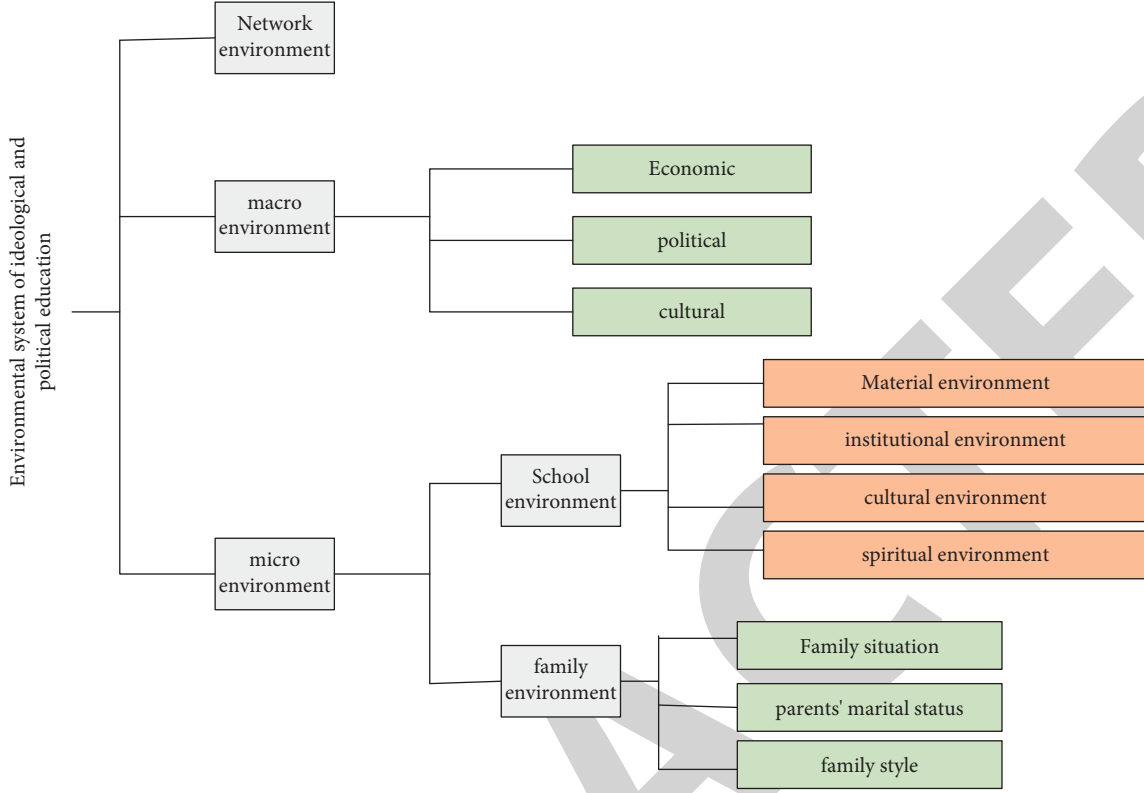 Environmental system of ideological and
political education
Network
environment
macro
environment
Economic
political
cultural
micro
environment
School
environment
Material environment
institutional environment
cultural environment
spiritual environment
family
environment
Family situation
parents' marital status
family style